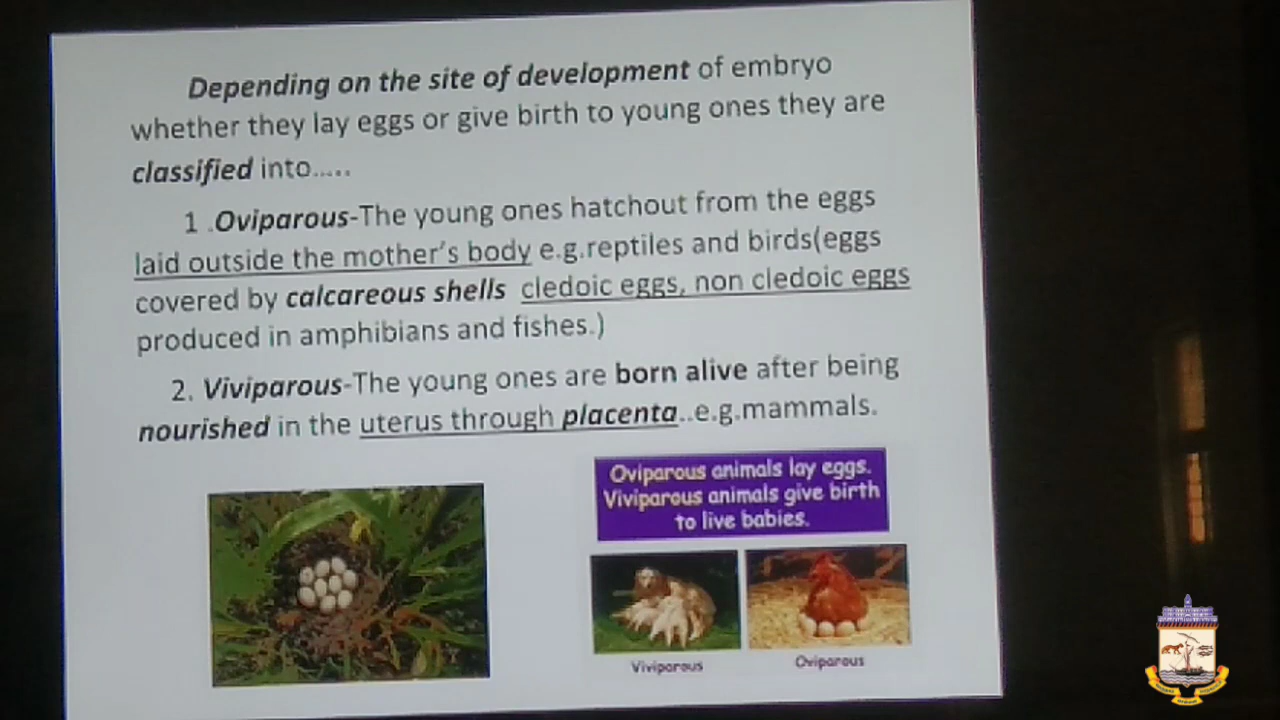 Depending on the site of development of embryo
whether they lay eggs or give birth to young ones they are
classified into.....
1 .Oviparous-The young ones hatchout from the eggs
laid outside the mother's body e.g.reptiles and birds(eggs
covered by calcareous shells cledoic eggs, non cledoic eggs
produced in amphibians and fishes.)
2. Viviparous-The young ones are born alive after being
nourished in the uterus through placenta..e.g.mammals.
Oviparous animals lay eggs.
Viviparous animals give birth
to live babies.
Viviparous
Oviparous